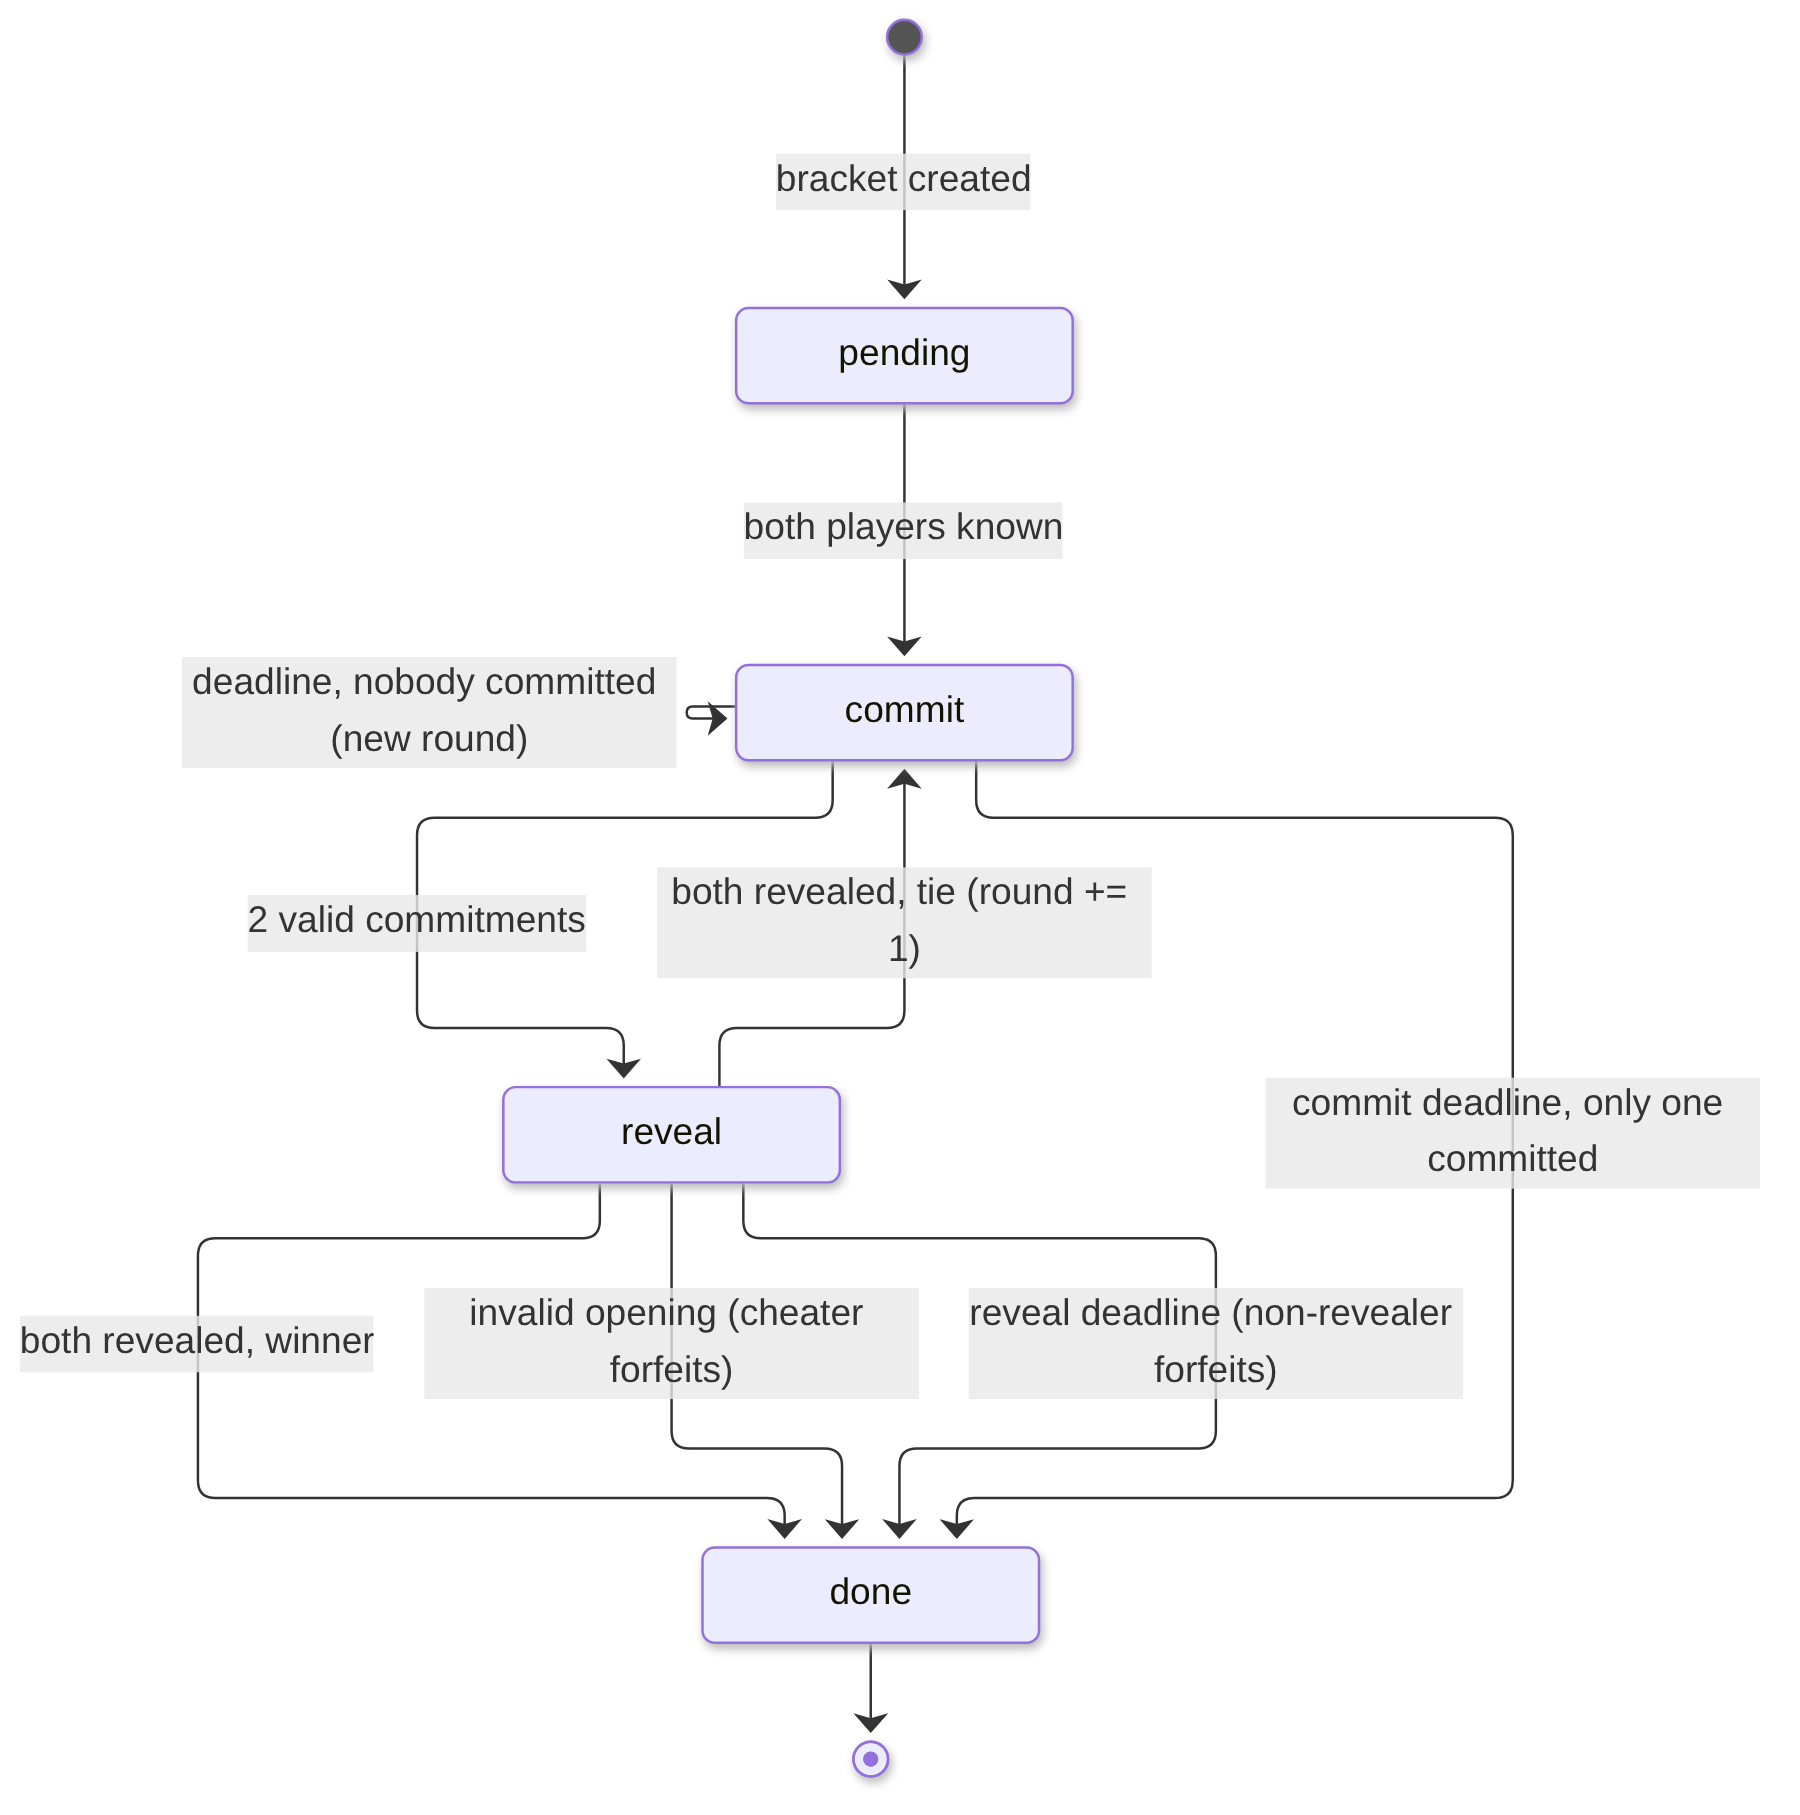 bracket created
pending
both players known
deadline, nobody committed
(new round)
commit
2 valid commitments
both revealed, tie (round +=
1)
commit deadline, only one
committed
reveal
both revealed, winner
invalid opening (cheater
forfeits)
reveal deadline (non-revealer
forfeits)
done